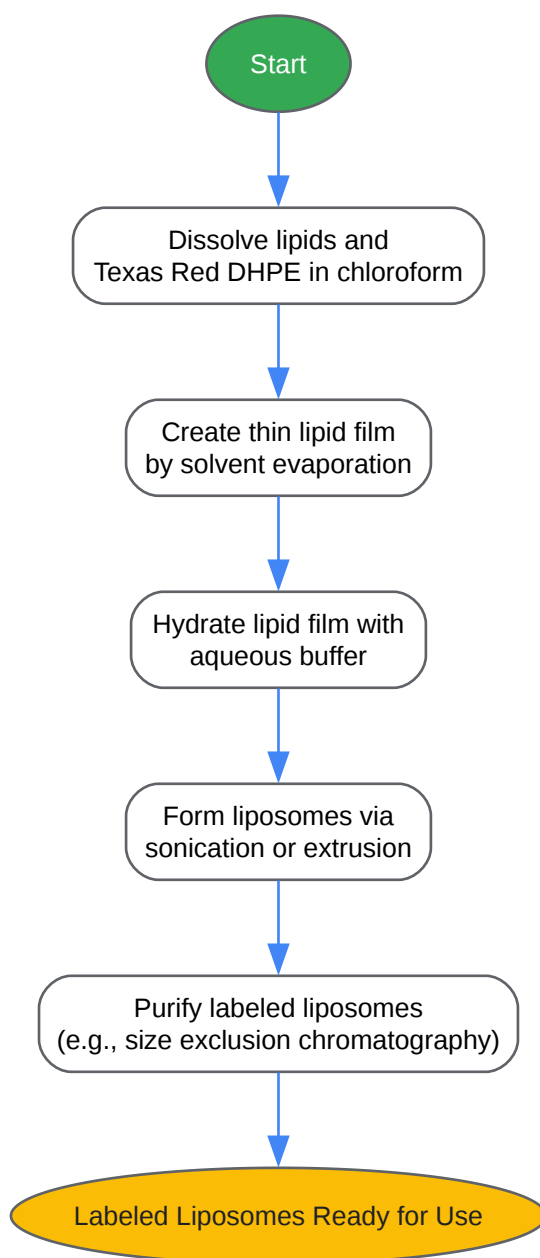 Start
Dissolve lipids and
Texas Red DHPE in chloroform
Create thin lipid film
by solvent evaporation
Hydrate lipid film with
aqueous buffer
Form liposomes via
sonication or extrusion
Purify labeled liposomes
(e.g., size exclusion chromatography)
Labeled Liposomes Ready for Use